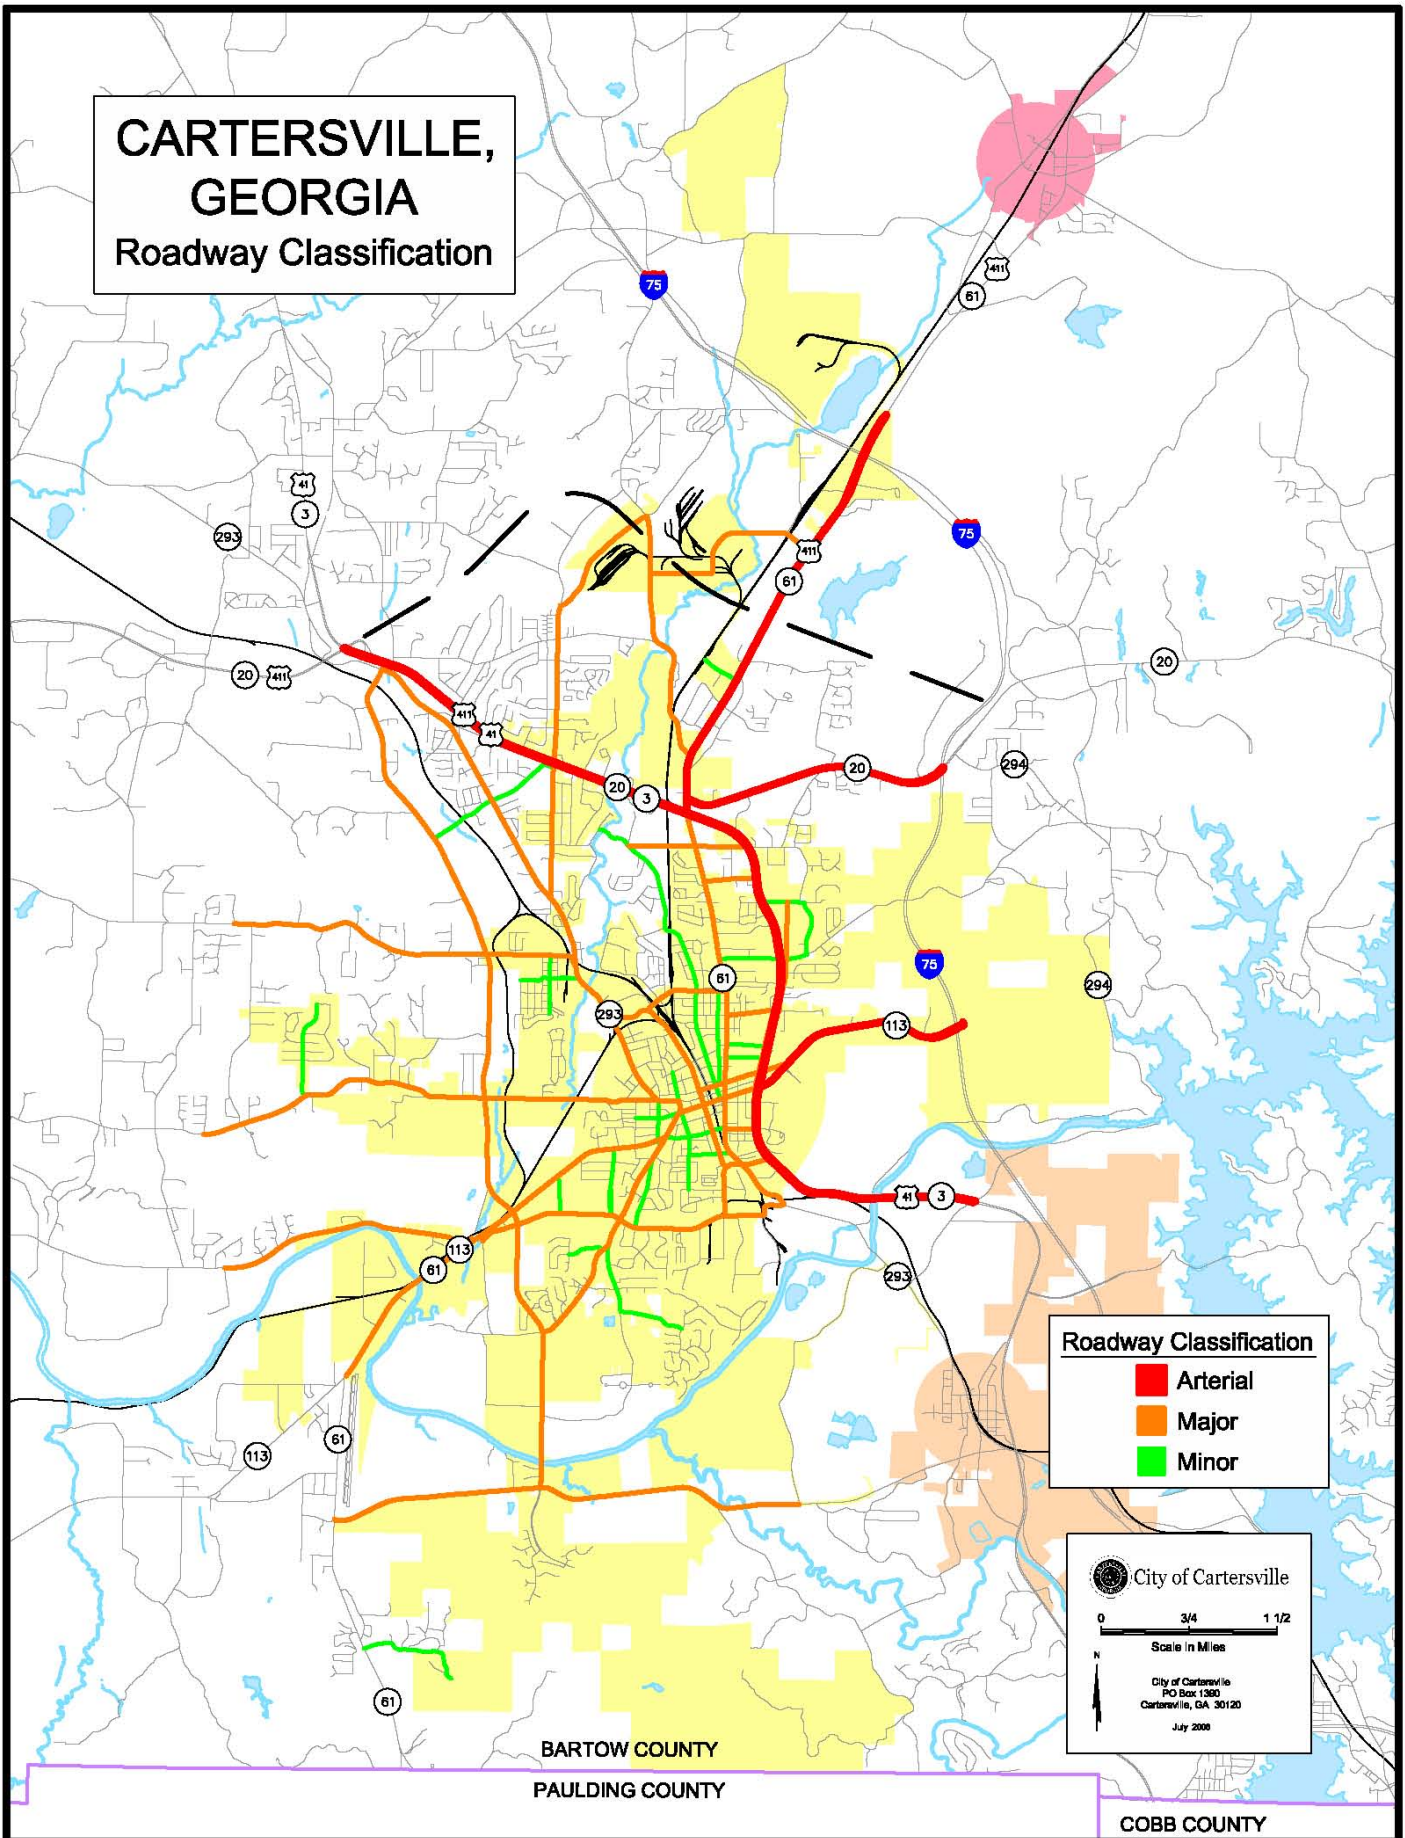 CARTERSVILLE,
GEORGIA
Roadway Classification
75
411
61
41
3
293
75
411
61
20
411
20
411
41
20
3
20
294
61
75
294
293
113
41
3
113
61
293
61
113
61
Roadway Classification
Arterial
Major
Minor
City of Cartersville
0 3/4 1 1/2
Scale in Miles
N
City of Cartersville
PO Box 1390
Cartersville, GA 30120
BARTOW COUNTY
PAULDING COUNTY
COBB COUNTY